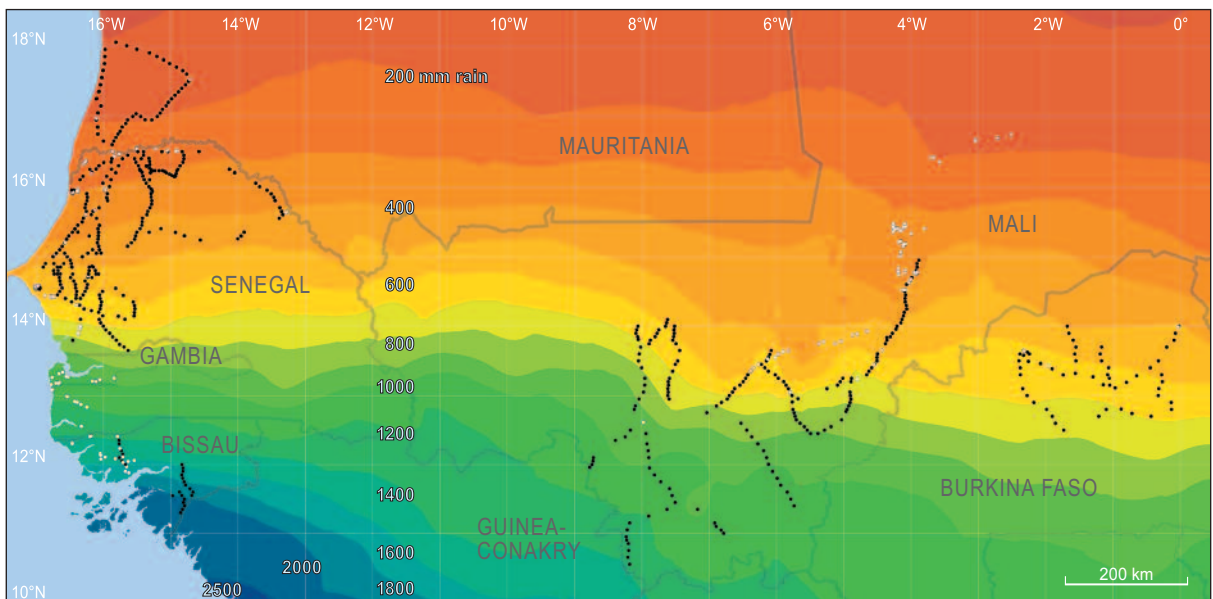 16°W 14°W 12°W 10°W 8°W 6°W 4°W 2°W 0°
18°N
200 mm rain
MAURITANIA
16°N
400
MALI
SENEGAL
600
14°N
800
GAMBIA
1000
1200
BISSAU
12°N
1400
BURKINA FASO
GUINEA-
CONAKRY
1600
2000
200 km
10°N
2500
1800